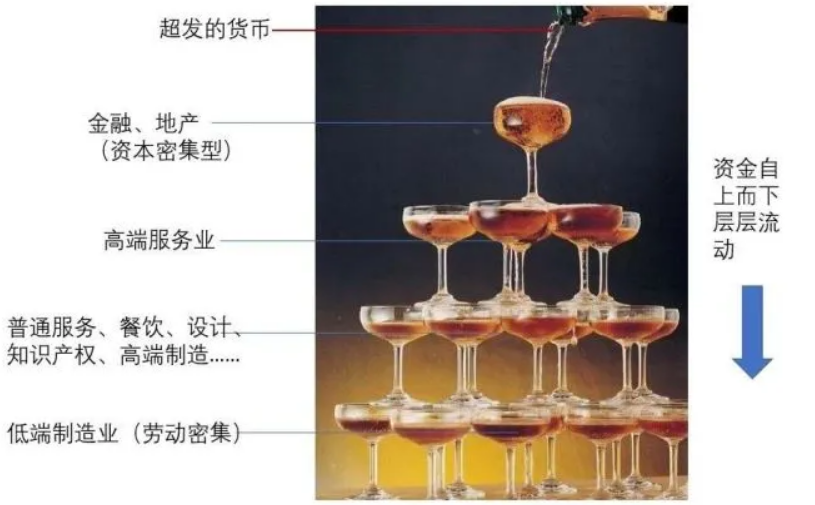 超发的货币
金融、地产
（资本密集型）
高端服务业
普通服务、餐饮、设计、
知识产权、高端制造......
低端制造业（劳动密集）
资金自
上而下
层层流
动